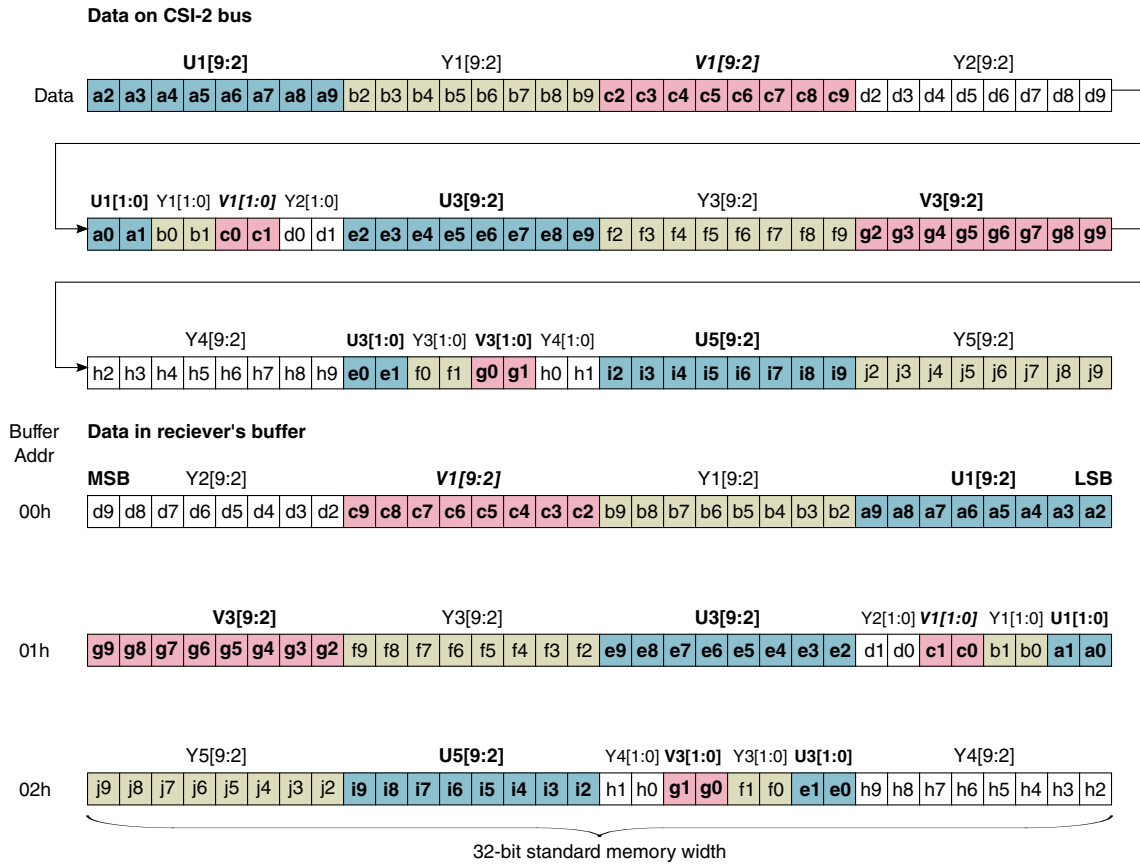 Data on CSI-2 bus
U1[9:2] Y1[9:2] V1[9:2] Y2[9:2]
Data a2 a3 a4 a5 a6 a7 a8 a9 b2 b3 b4 b5 b6 b7 b8 b9 c2 c3 c4 c5 c6 c7 c8 c9 d2 d3 d4 d5 d6 d7 d8 d9
U1[1:0] Y1[1:0] V1[1:0] Y2[1:0] U3[9:2] Y3[9:2] V3[9:2]
a0 a1 b0 b1 c0 c1 d0 d1 e2 e3 e4 e5 e6 e7 e8 e9 f2 f3 f4 f5 f6 f7 f8 f9 g2 g3 g4 g5 g6 g7 g8 g9
Y4[9:2] U3[1:0] Y3[1:0] V3[1:0] Y4[1:0] U5[9:2] Y5[9:2]
h2 h3 h4 h5 h6 h7 h8 h9 e0 e1 f0 f1 g0 g1 h0 h1 i2 i3 i4 i5 i6 i7 i8 i9 j2 j3 j4 j5 j6 j7 j8 j9
Buffer Addr
Data in reciever's buffer
MSB Y2[9:2] V1[9:2] Y1[9:2] U1[9:2] LSB
00h d9 d8 d7 d6 d5 d4 d3 d2 c9 c8 c7 c6 c5 c4 c3 c2 b9 b8 b7 b6 b5 b4 b3 b2 a9 a8 a7 a6 a5 a4 a3 a2
V3[9:2] Y3[9:2] U3[9:2] Y2[1:0] V1[1:0] Y1[1:0] U1[1:0]
01h g9 g8 g7 g6 g5 g4 g3 g2 f9 f8 f7 f6 f5 f4 f3 f2 e9 e8 e7 e6 e5 e4 e3 e2 d1 d0 c1 c0 b1 b0 a1 a0
Y5[9:2] U5[9:2] Y4[1:0] V3[1:0] Y3[1:0] U3[1:0] Y4[9:2]
02h j9 j8 j7 j6 j5 j4 j3 j2 i9 i8 i7 i6 i5 i4 i3 i2 h1 h0 g1 g0 f1 f0 e1 e0 h9 h8 h7 h6 h5 h4 h3 h2
32-bit standard memory width